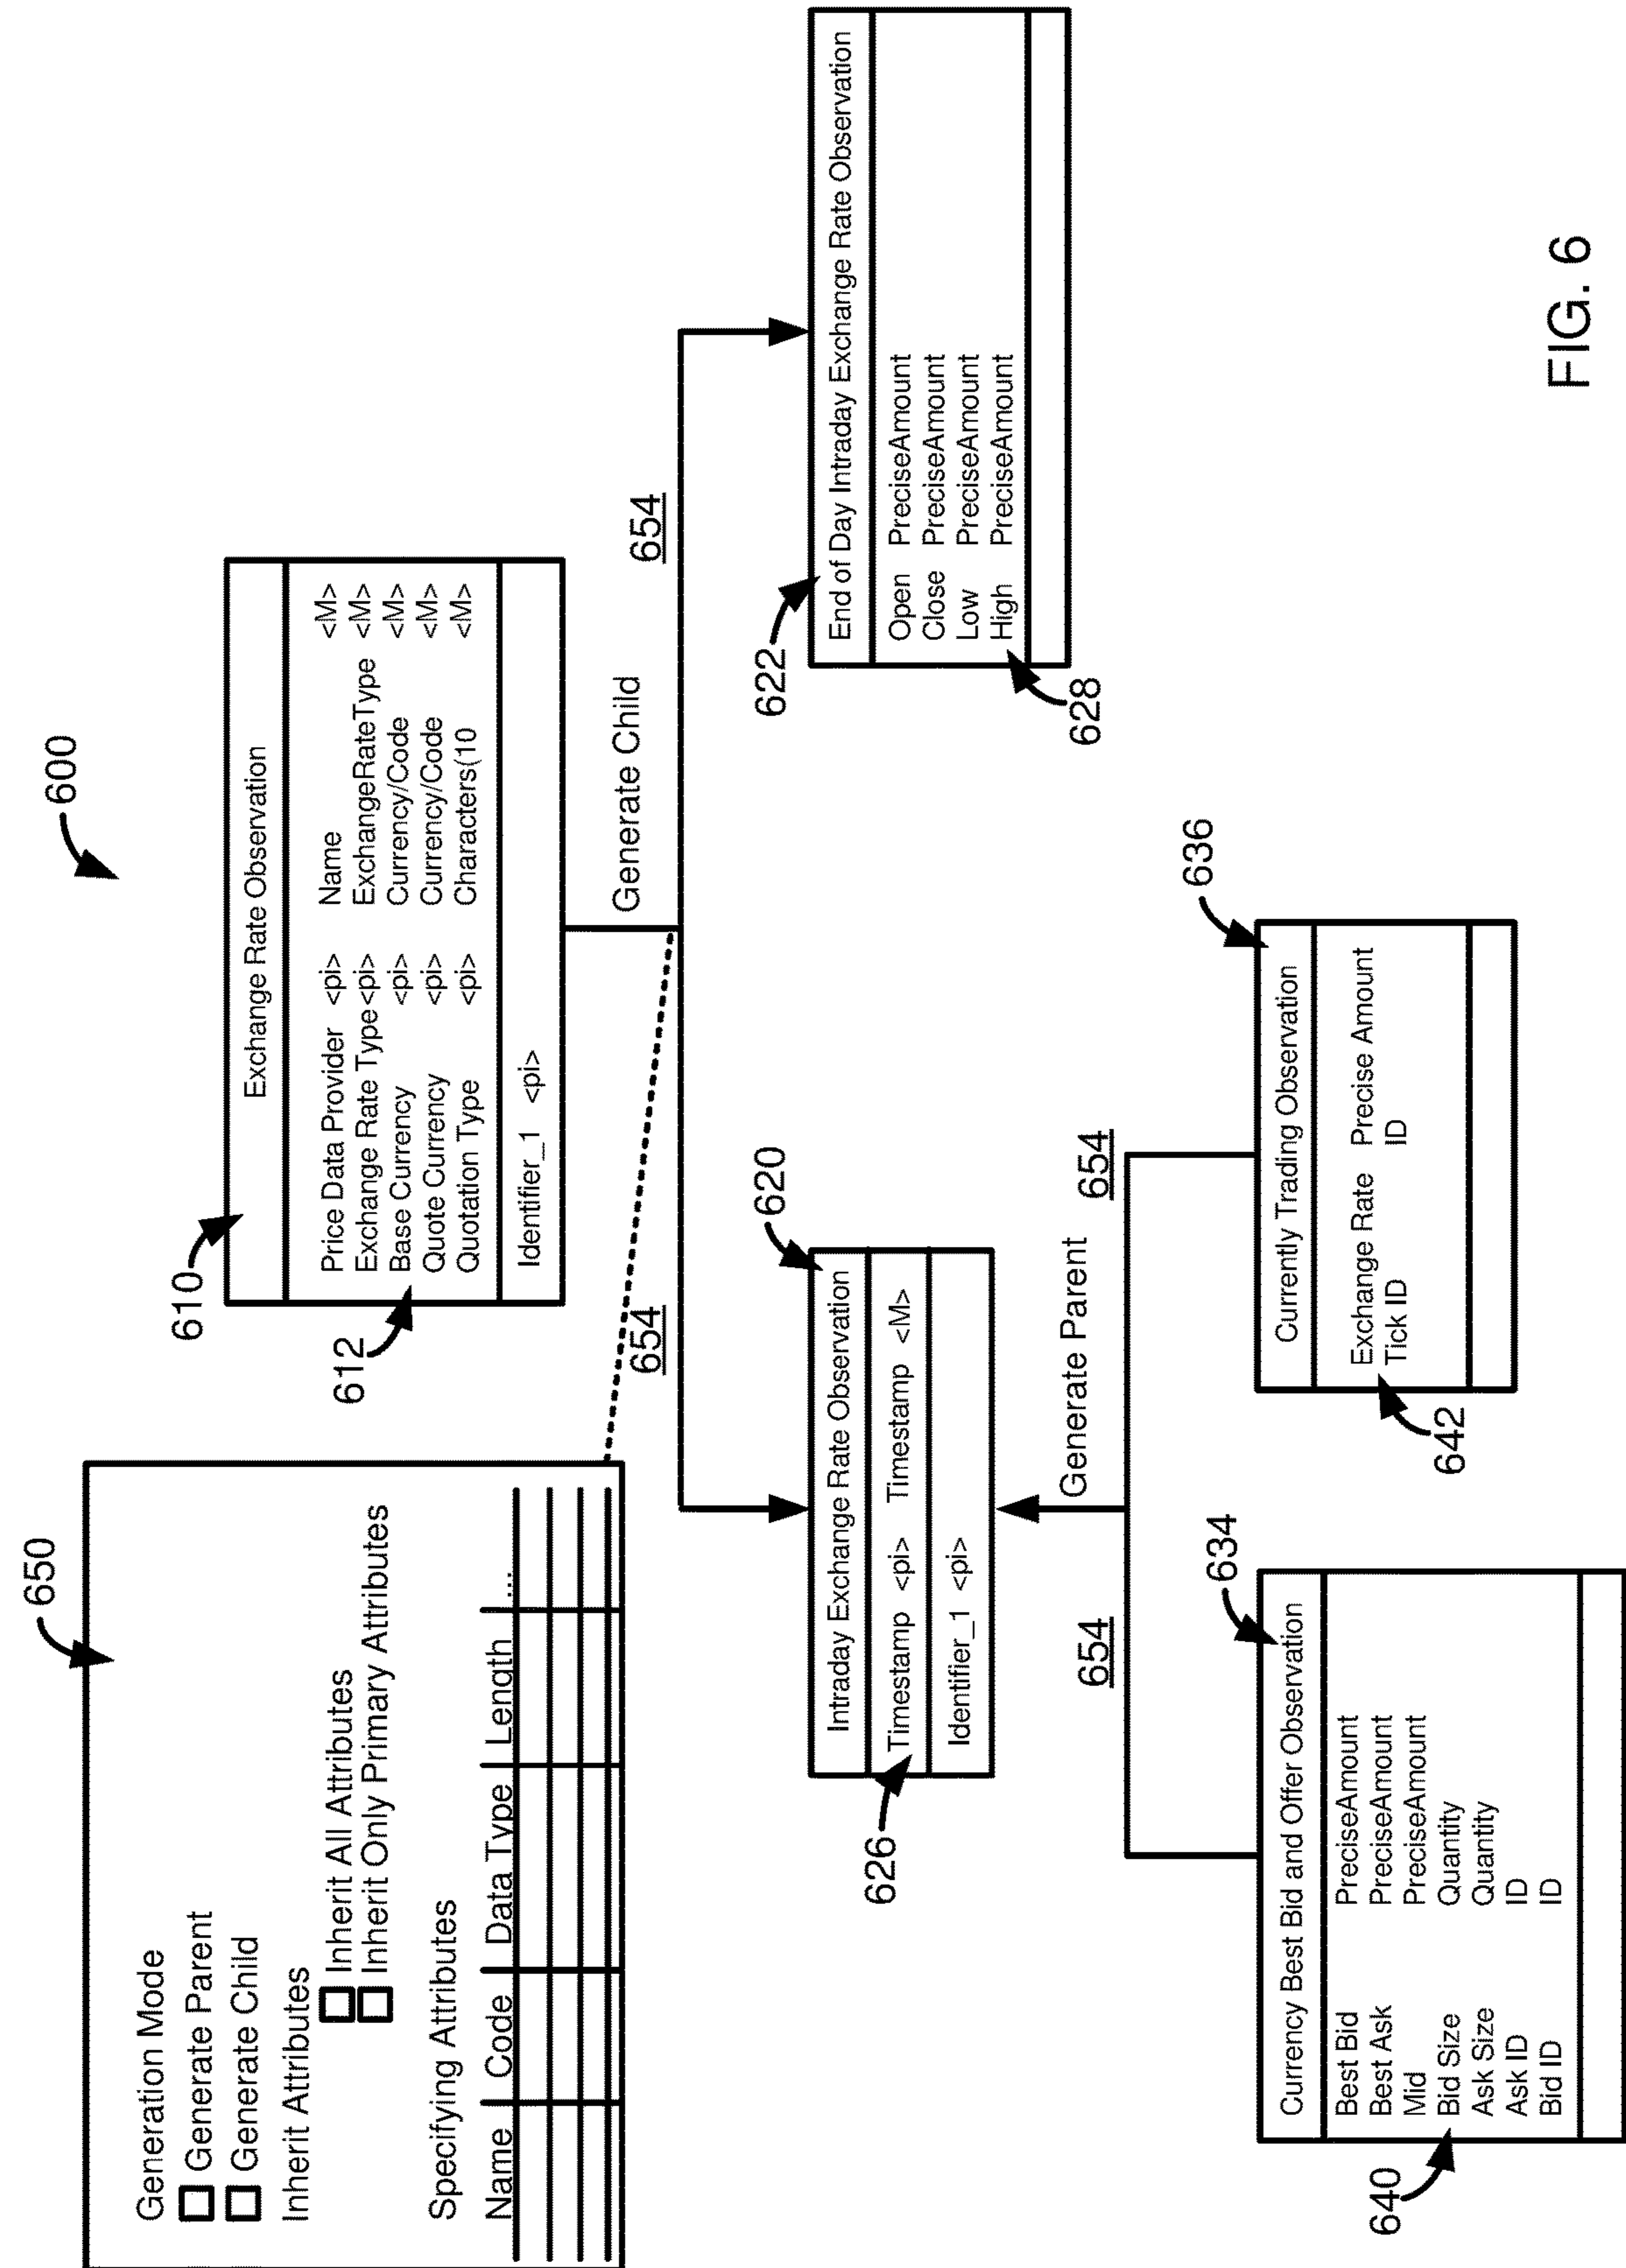 600
650
Generation Mode
Generate Parent
Generate Child
Inherit Attributes
Inherit All Attributes
Inherit Only Primary Attributes
Specifying Attributes
Name Code Data Type Length ...
610
Exchange Rate Observation
612
Price Data Provider <pi> Name <M>
Exchange Rate Type <pi> ExchangeRateType <M>
Base Currency <pi> Currency/Code <M>
Quote Currency <pi> Currency/Code <M>
Quotation Type <pi> Characters(10 <M>
Identifier_1 <pi>
Generate Child
654
654
620
Intraday Exchange Rate Observation
626
Timestamp <pi> Timestamp <M>
Identifier_1 <pi>
622
End of Day Intraday Exchange Rate Observation
Open PreciseAmount
Close PreciseAmount
Low PreciseAmount
High PreciseAmount
628
Generate Parent
654
654
634
Currency Best Bid and Offer Observation
Best Bid PreciseAmount
Best Ask PreciseAmount
Mid PreciseAmount
Bid Size Quantity
Ask Size Quantity
Ask ID ID
Bid ID ID
640
636
Currently Trading Observation
Exchange Rate Precise Amount
Tick ID ID
642
FIG. 6